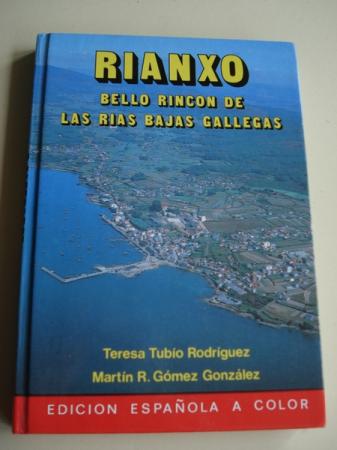 RIANXO
BELLO RINCON DE
LAS RIAS BAJAS GALLEGAS
Teresa Tubío Rodríguez
Martín R. Gómez González
EDICION ESPAÑOLA A COLOR